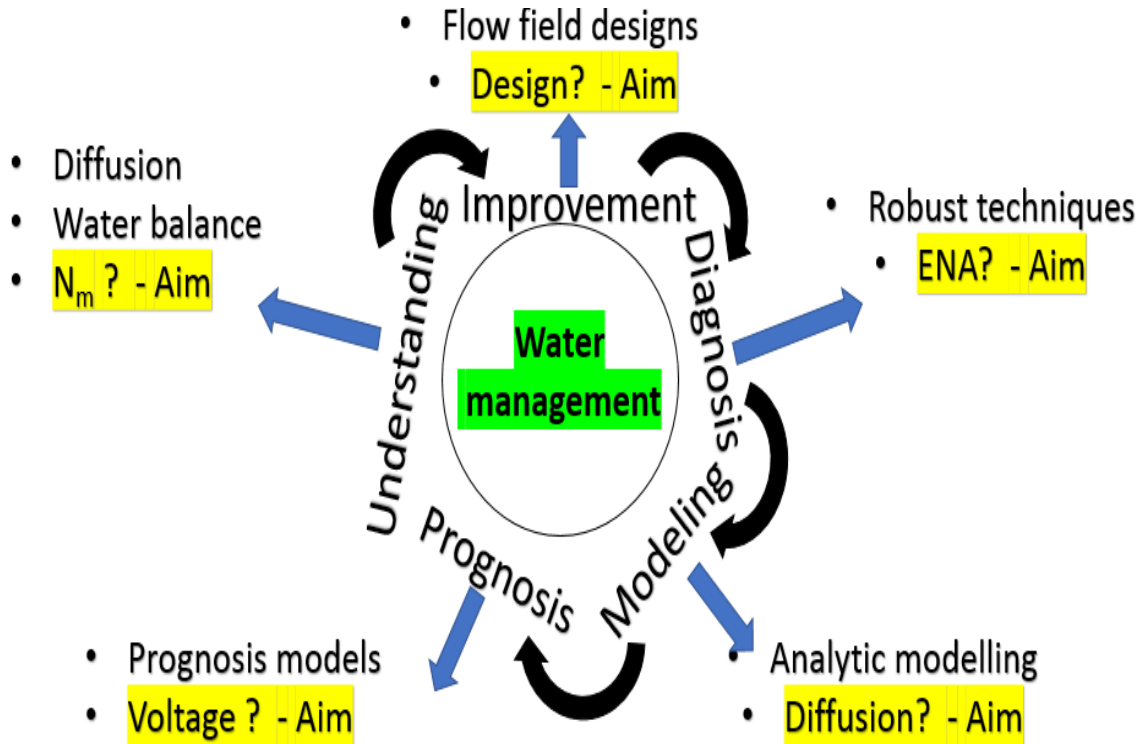 • Flow field designs
• Design? - Aim
• Diffusion
• Water balance
• Nₘ ? - Aim
Understanding
Improvement
Diagnosis
• Robust techniques
• ENA? - Aim
Water
management
Prognosis
Modeling
• Prognosis models
• Voltage ? - Aim
• Analytic modelling
• Diffusion? - Aim